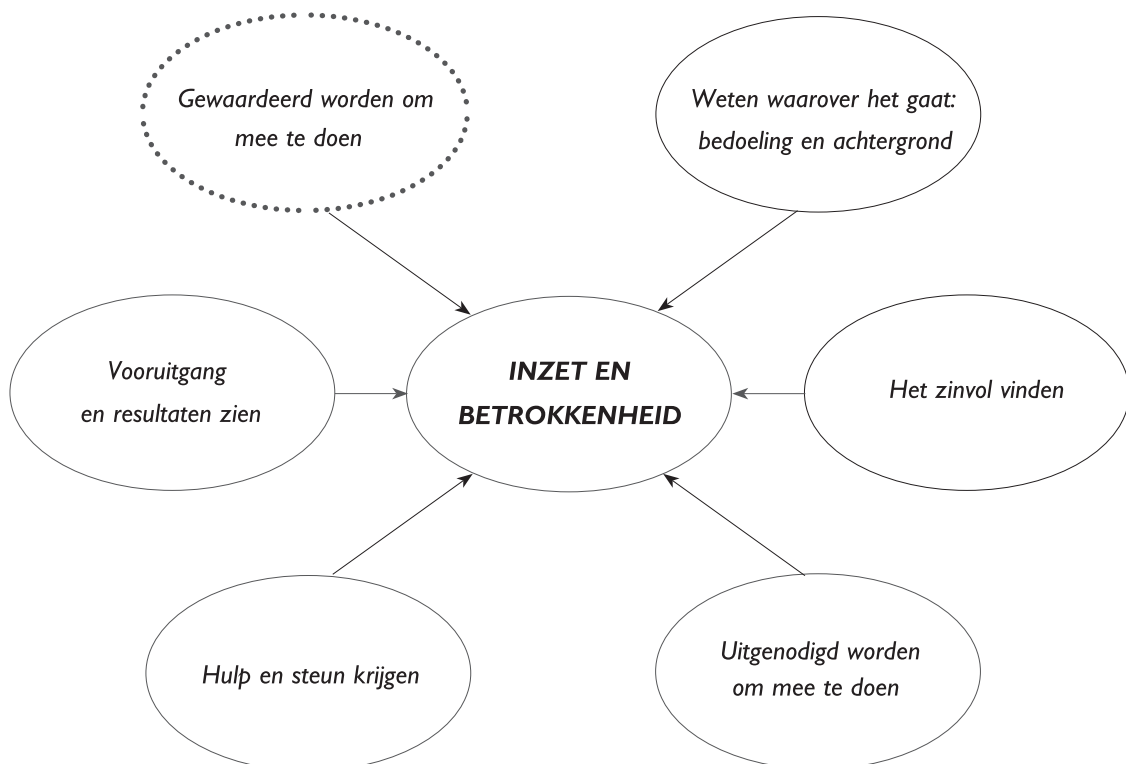 Gewaardeerd worden om
mee te doen
Weten waarover het gaat:
bedoeling en achtergrond
Vooruitgang
en resultaten zien
INZET EN
BETROKKENHEID
Het zinvol vinden
Hulp en steun krijgen
Uitgenodigd worden
om mee te doen